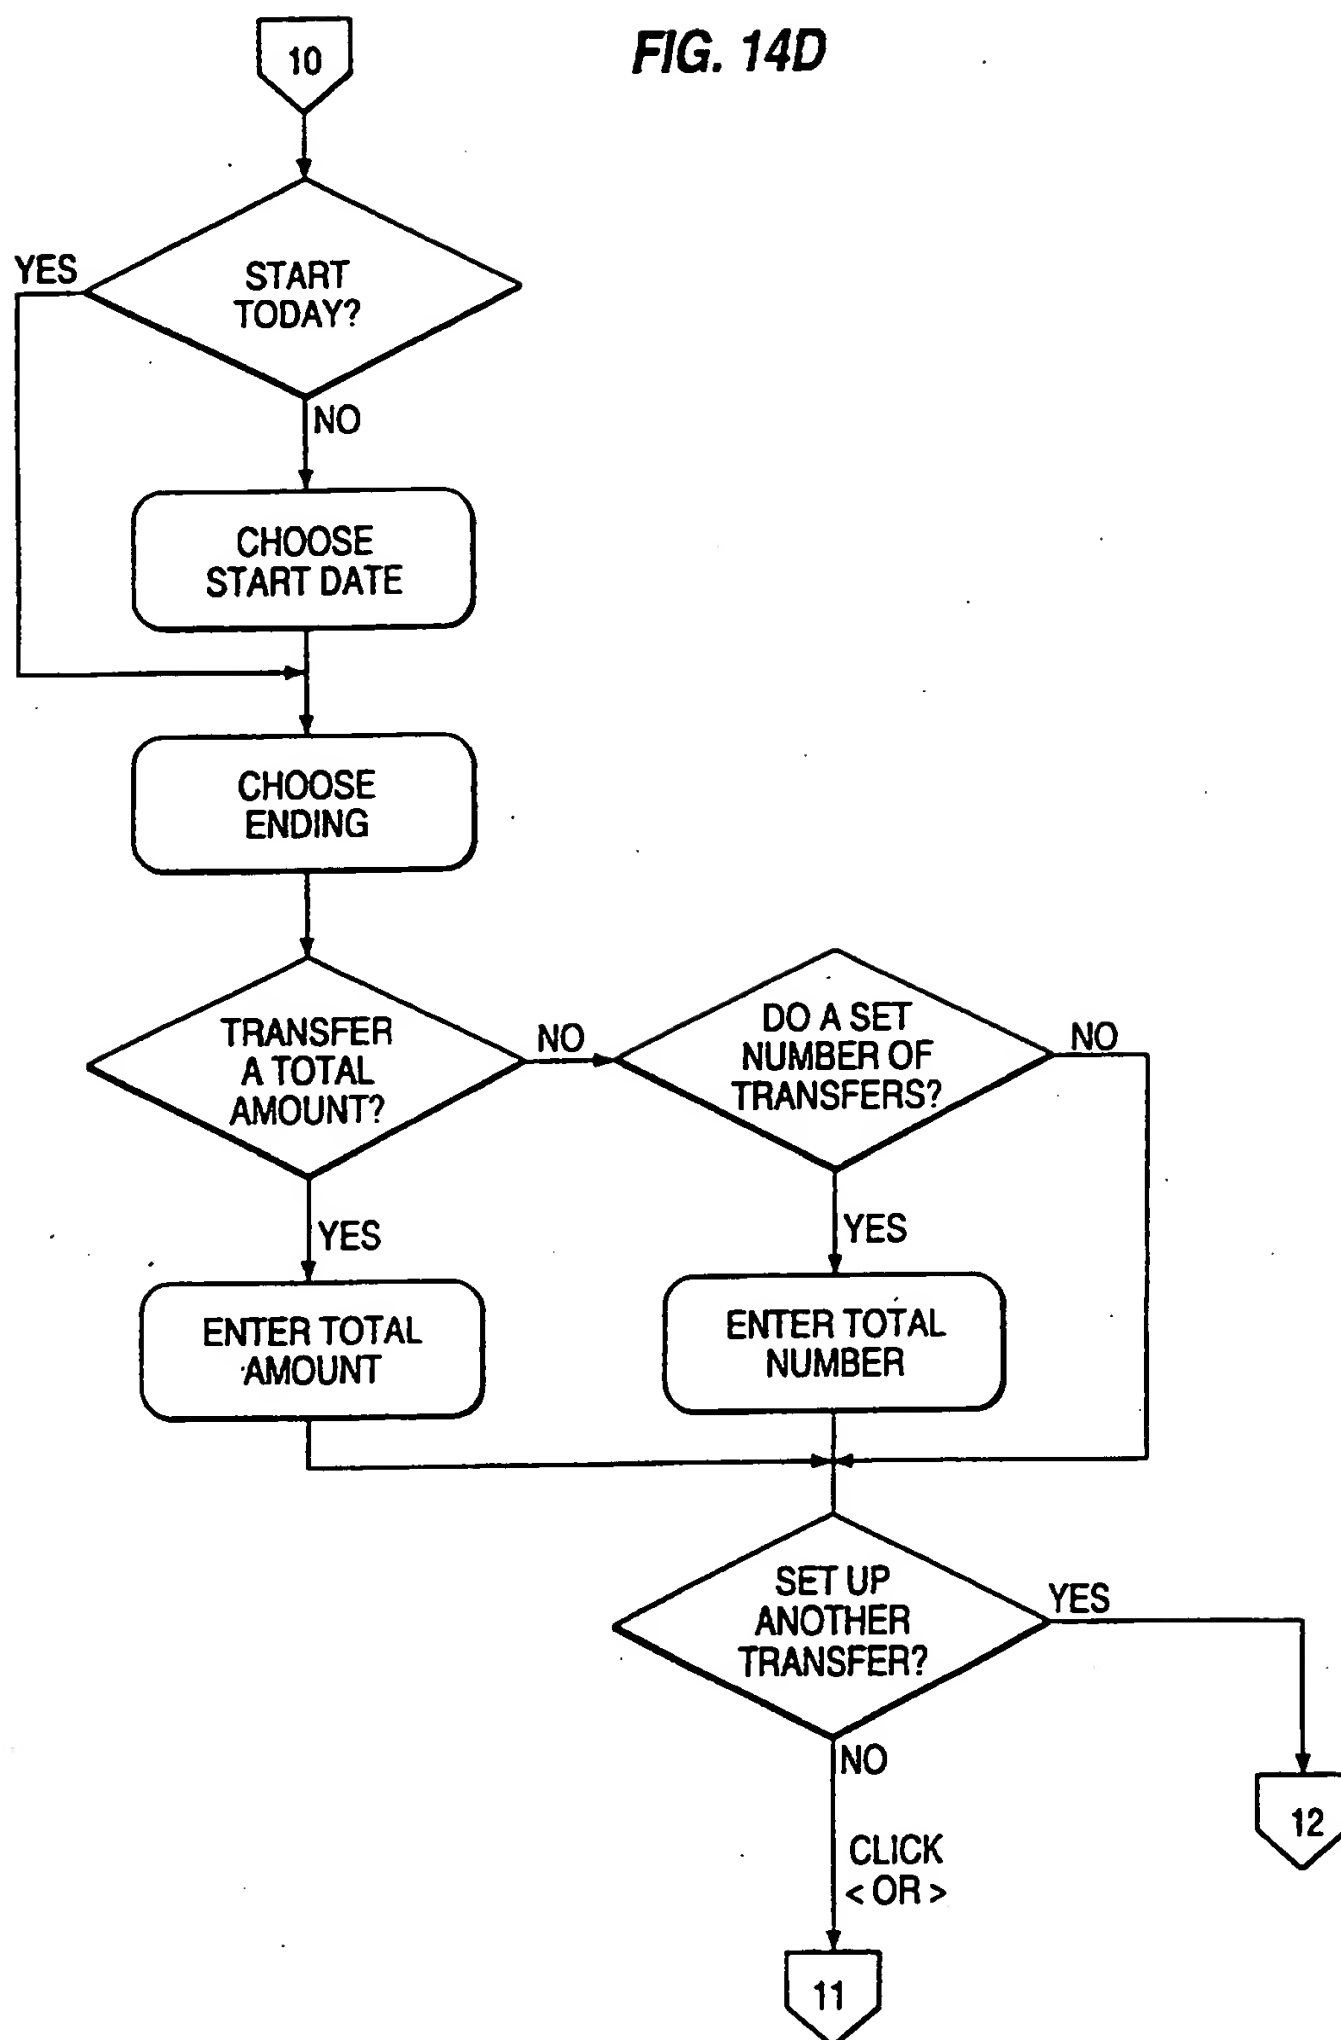 FIG. 14D
10
START
TODAY?
YES
NO
CHOOSE
START DATE
CHOOSE
ENDING
TRANSFER
A TOTAL
AMOUNT?
NO
DO A SET
NUMBER OF
TRANSFERS?
NO
YES
YES
ENTER TOTAL
AMOUNT
ENTER TOTAL
NUMBER
SET UP
ANOTHER
TRANSFER?
YES
NO
12
CLICK
< OR >
11